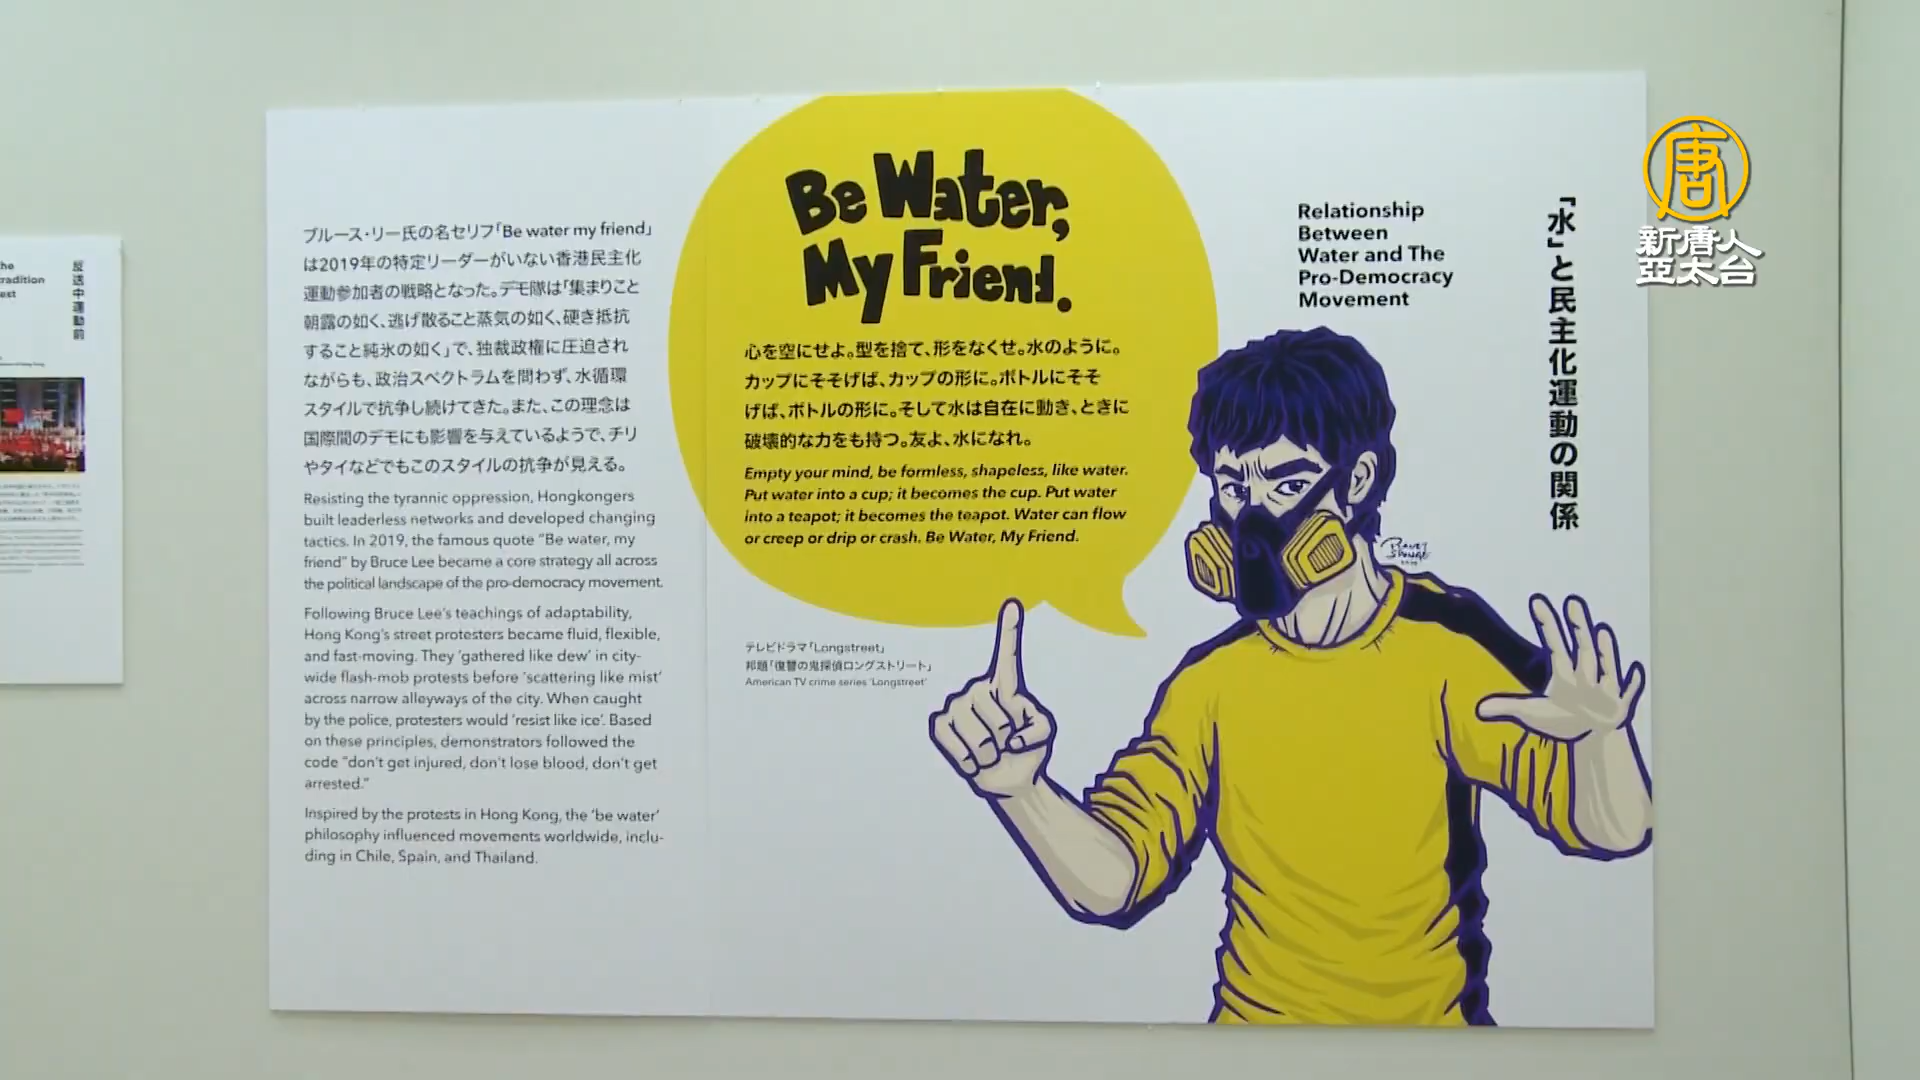 反送中運動前
ブルース・リー氏の名セリフ「Be water my friend」
は2019年の特定リーダーがいない香港民主化
運動参加者の戦略となった。デモ隊は「集まりこと
朝露の如く、逃げ散ること蒸気の如く、硬き抵抗
すること純氷の如く」で、独裁政権に圧迫され
ながらも、政治スペクトラムを問わず、水循環
スタイルで抗争し続けてきた。また、この理念は
国際間のデモにも影響を与えているようで、チリ
やタイなどでもこのスタイルの抗争が見える。
Resisting the tyrannic oppression, Hongkongers
built leaderless networks and developed changing
tactics. In 2019, the famous quote “Be water, my
friend” by Bruce Lee became a core strategy all across
the political landscape of the pro-democracy movement.
Following Bruce Lee's teachings of adaptability,
Hong Kong's street protesters became fluid, flexible,
and fast-moving. They ‘gathered like dew’ in city-
wide flash-mob protests before ‘scattering like mist’
across narrow alleyways of the city. When caught
by the police, protesters would ‘resist like ice’. Based
on these principles, demonstrators followed the
code “don't get injured, don't lose blood, don't get
arrested.”
Inspired by the protests in Hong Kong, the ‘be water’
philosophy influenced movements worldwide, inclu-
ding in Chile, Spain, and Thailand.
Be Water,
My Friend.
心を空にせよ。型を捨て、形をなくせ。水のように。
カップにそそげば、カップの形に。ボトルにそそ
げば、ボトルの形に。そして水は自在に動き、ときに
破壊的な力をも持つ。友よ、水になれ。
Empty your mind, be formless, shapeless, like water.
Put water into a cup; it becomes the cup. Put water
into a teapot; it becomes the teapot. Water can flow
or creep or drip or crash. Be Water, My Friend.
テレビドラマ「Longstreet」
邦題「復讐の鬼探偵ロングストリート」
American TV crime series ‘Longstreet’
Relationship
Between
Water and The
Pro-Democracy
Movement
「水」と民主化運動の関係
唐
新唐人
亞太台